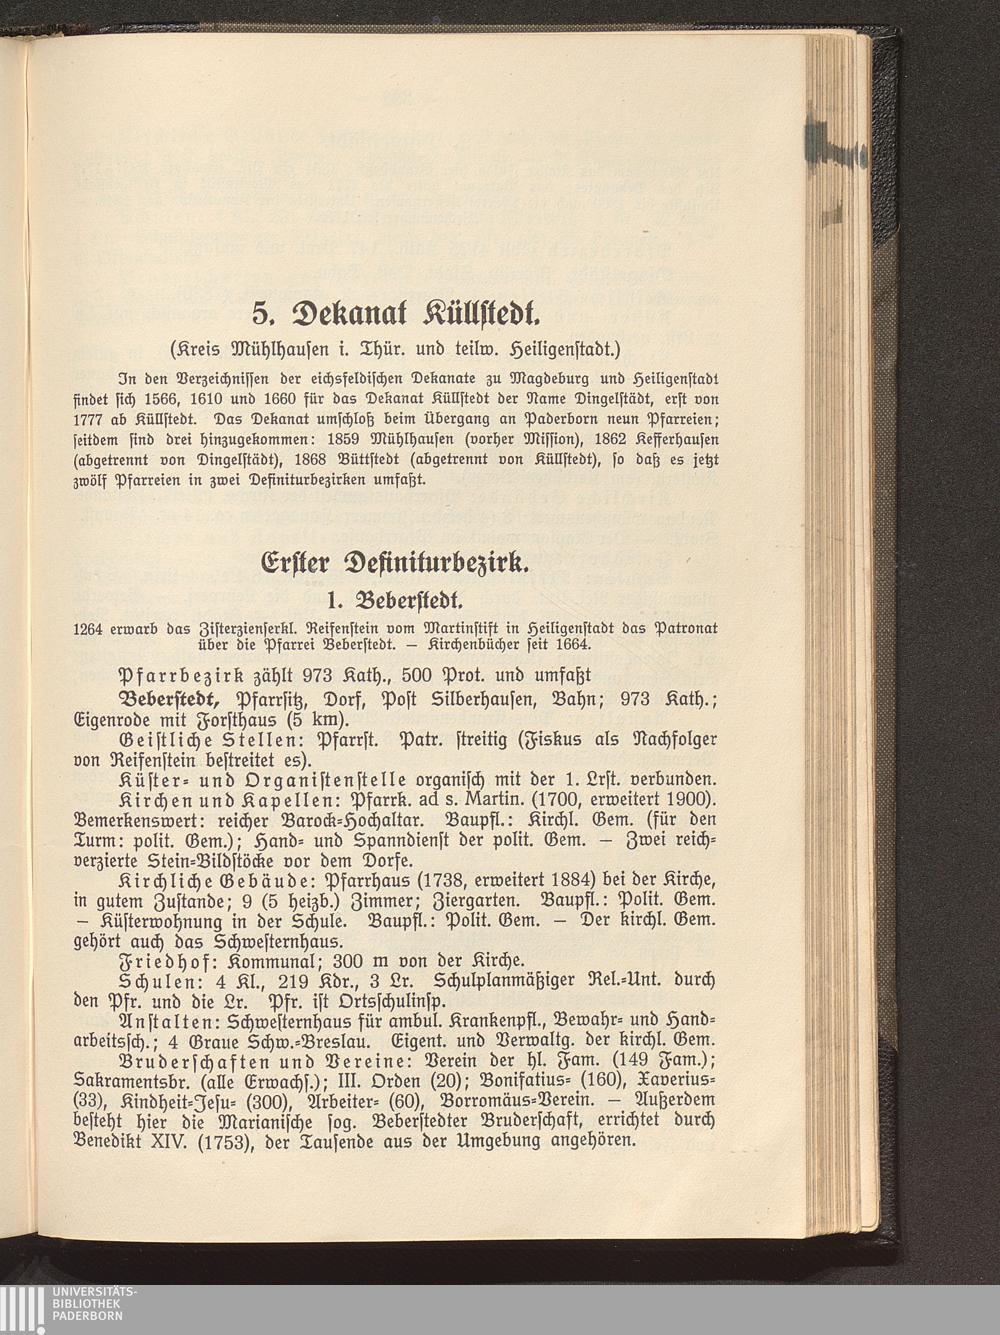 5. Dekanat Küllstedt.
(Kreis Mühlhausen i. Thür. und teilw. Heiligenstadt.)
In den Verzeichnissen der eichsfeldischen Dekanate zu Magdeburg und Heiligenstadt
findet sich 1566, 1610 und 1660 für das Dekanat Küllstedt der Name Dingelstädt, erst von
1777 ab Küllstedt. Das Dekanat umschloß beim Übergang an Paderborn neun Pfarreien;
seitdem sind drei hinzugekommen: 1859 Mühlhausen (vorher Mission), 1862 Kefferhausen
(abgetrennt von Dingelstädt), 1868 Büttstedt (abgetrennt von Küllstedt), so daß es jetzt
zwölf Pfarreien in zwei Definiturbezirken umfaßt.
Erster Definiturbezirk.
1. Beberstedt.
1264 erwarb das Zisterzienserkl. Reifenstein vom Martinstift in Heiligenstadt das Patronat
über die Pfarrei Beberstedt. — Kirchenbücher seit 1664.
Pfarrbezirk zählt 973 Kath., 500 Prot. und umfaßt
Beberstedt, Pfarrsitz, Dorf, Post Silberhausen, Bahn; 973 Kath.;
Eigenrode mit Forsthaus (5 km).
Geistliche Stellen: Pfarrst. Patr. streitig (Fiskus als Nachfolger
von Reifenstein bestreitet es).
Küster- und Organistenstelle organisch mit der 1. Lrst. verbunden.
Kirchen und Kapellen: Pfarrk. ad s. Martin. (1700, erweitert 1900).
Bemerkenswert: reicher Barock-Hochaltar. Baupfl.: Kirchl. Gem. (für den
Turm: polit. Gem.); Hand- und Spanndienst der polit. Gem. — Zwei reich-
verzierte Stein-Bildstöcke vor dem Dorfe.
Kirchliche Gebäude: Pfarrhaus (1738, erweitert 1884) bei der Kirche,
in gutem Zustande; 9 (5 heizb.) Zimmer; Ziergarten. Baupfl.: Polit. Gem.
— Küsterwohnung in der Schule. Baupfl.: Polit. Gem. — Der kirchl. Gem.
gehört auch das Schwesternhaus.
Friedhof: Kommunal; 300 m von der Kirche.
Schulen: 4 Kl., 219 Kdr., 3 Lr. Schulplanmäßiger Rel.-Unt. durch
den Pfr. und die Lr. Pfr. ist Ortsschulinsp.
Anstalten: Schwesternhaus für ambul. Krankenpfl., Bewahr- und Hand-
arbeitssch.; 4 Graue Schw.-Breslau. Eigent. und Verwaltg. der kirchl. Gem.
Bruderschaften und Vereine: Verein der hl. Fam. (149 Fam.);
Sakramentsbr. (alle Erwachs.); III. Orden (20); Bonifatius- (160), Xaverius-
(33), Kindheit-Jesu- (300), Arbeiter- (60), Borromäus-Verein. — Außerdem
besteht hier die Marianische sog. Beberstedter Bruderschaft, errichtet durch
Benedikt XIV. (1753), der Tausende aus der Umgebung angehören.
UNIVERSITÄTS-
BIBLIOTHEK
PADERBORN